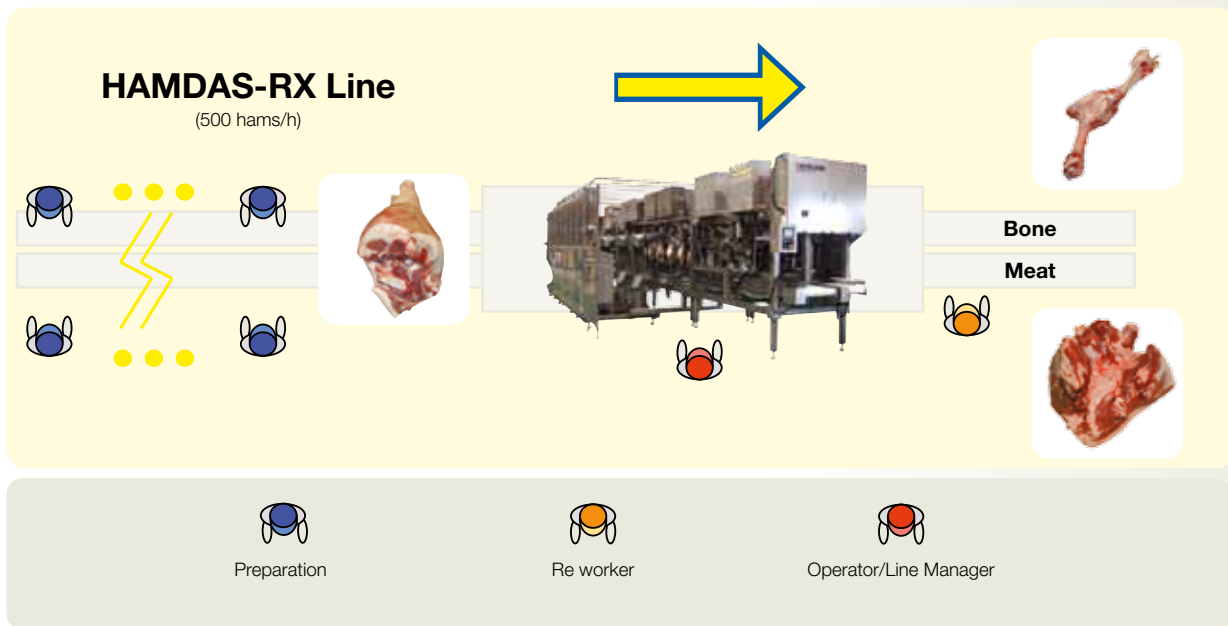 HAMDAS-RX Line
(500 hams/h)
Bone
Meat
Preparation
Re worker
Operator/Line Manager